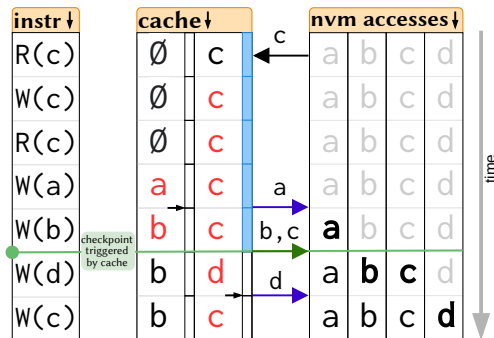 instr↓ cache↓ nvm accesses↓
R(c) Ø c c a b c d
W(c) Ø c a b c d
R(c) Ø c a b c d
W(a) a c a a b c d
W(b) b c b,c a b c d
checkpoint
triggered
by cache
W(d) b d d a b c d
W(c) b c a b c d
time